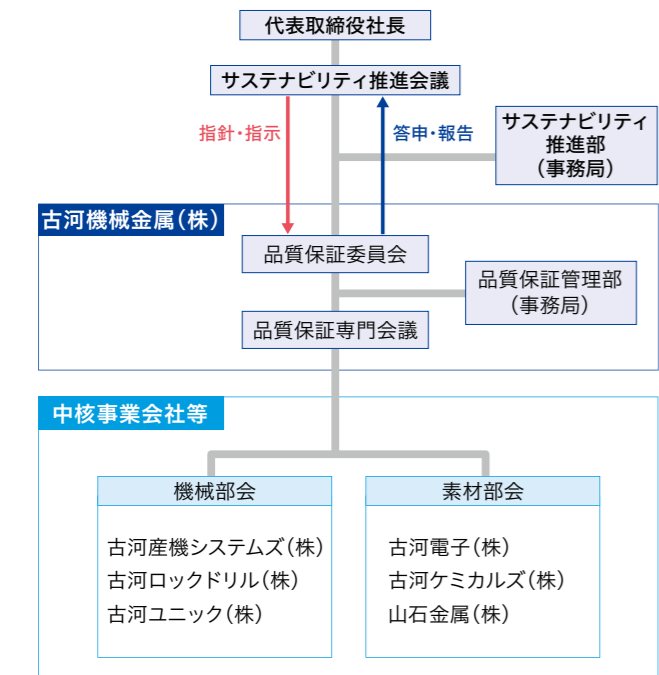 代表取締役社長
サステナビリティ推進会議
指針・指示
答申・報告
サステナビリティ
推進部
（事務局）
古河機械金属（株）
品質保証委員会
品質保証管理部
（事務局）
品質保証専門会議
中核事業会社等
機械部会
古河産機システムズ（株）
古河ロックドリル（株）
古河ユニック（株）
素材部会
古河電子（株）
古河ケミカルズ（株）
山石金属（株）